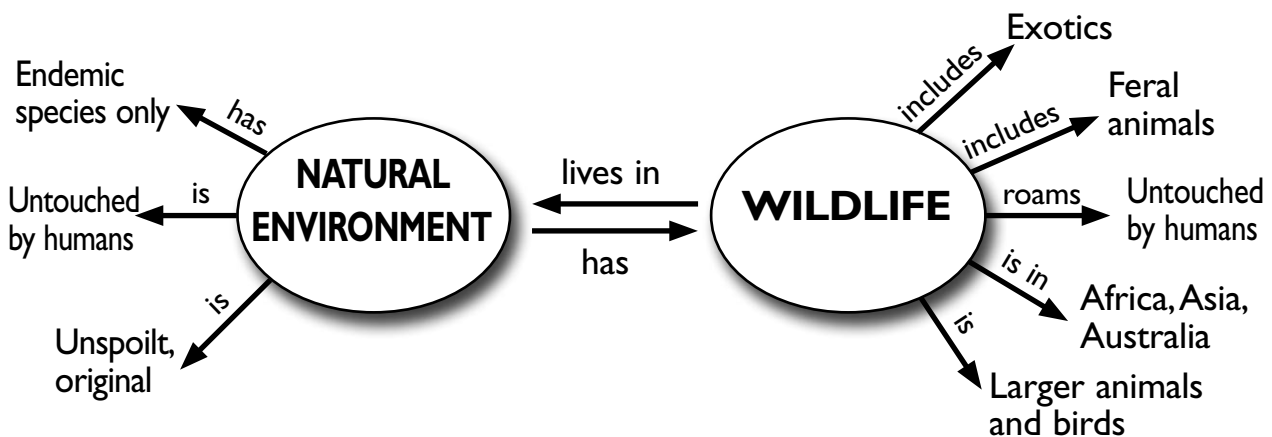 Exotics
includes
Endemic
species only
has
Feral
animals
includes
NATURAL
ENVIRONMENT
lives in
has
WILDLIFE
Untouched
by humans
is
roams
Untouched
by humans
is
Unspoilt,
original
is in
Africa, Asia,
Australia
is
Larger animals
and birds